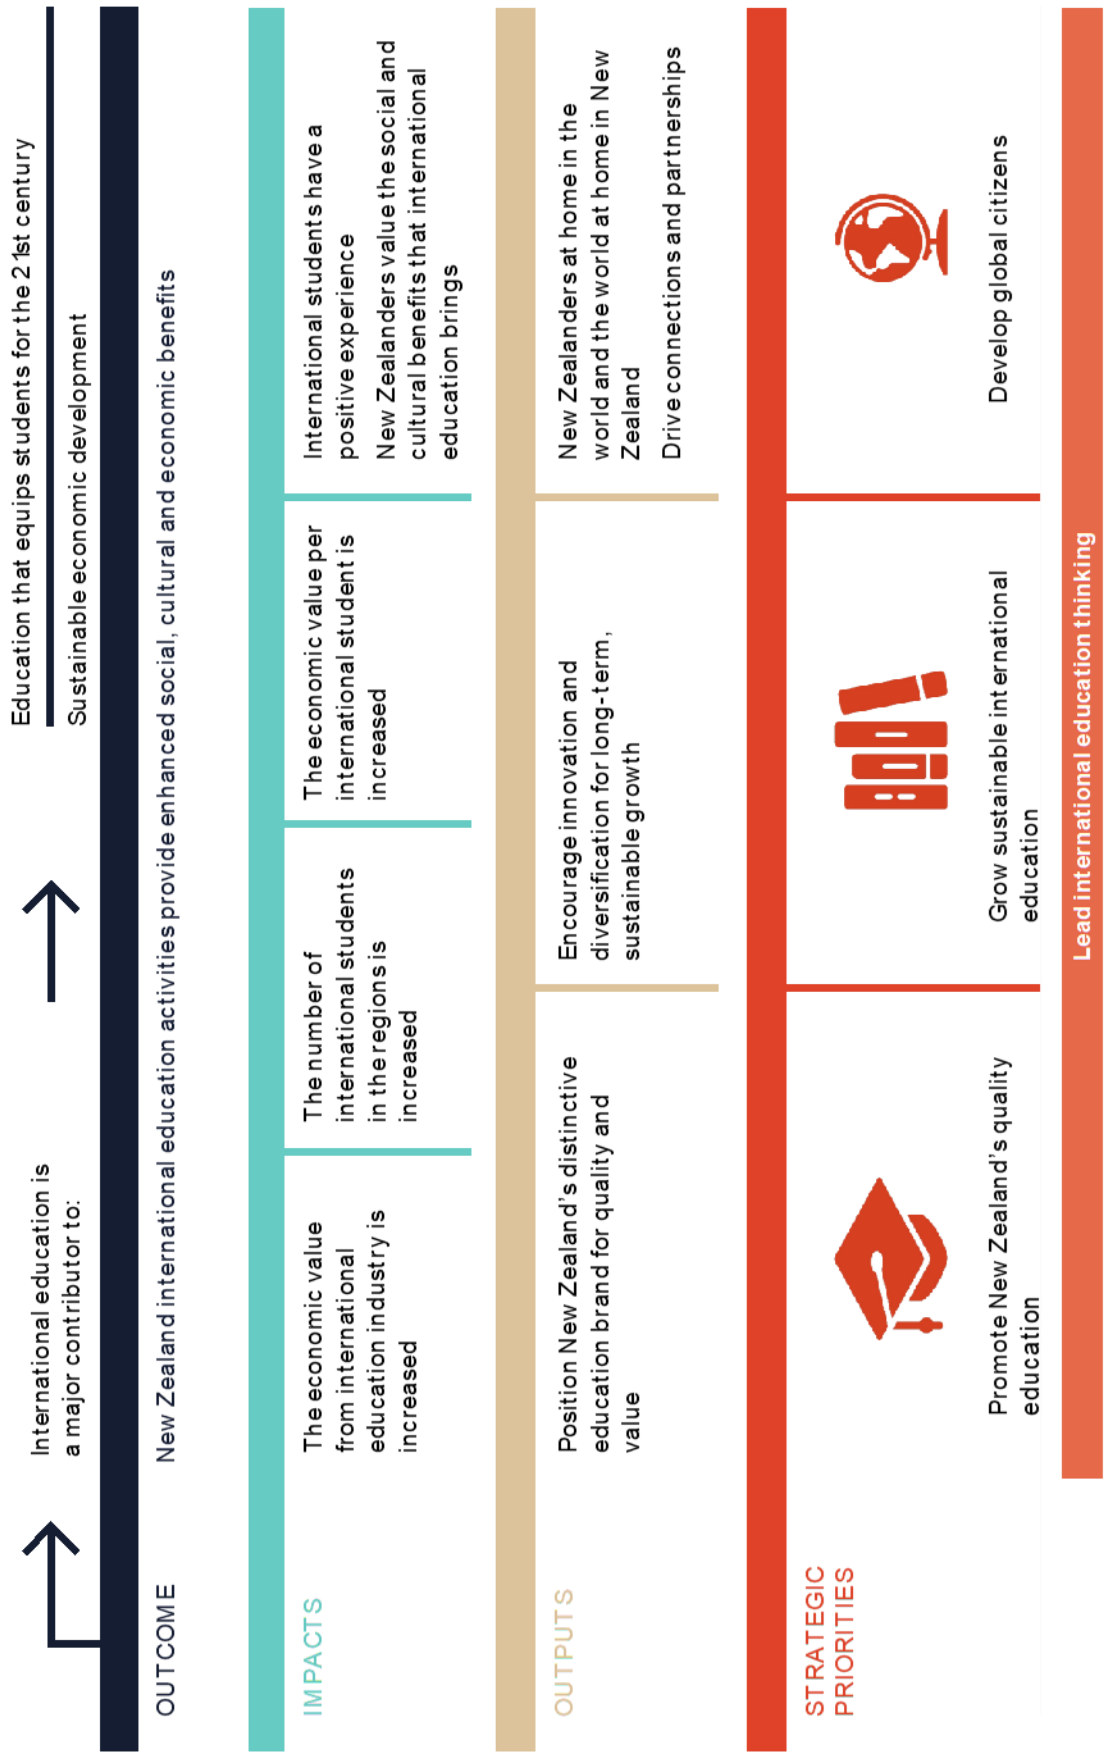 International education is
a major contributor to:
Education that equips students for the 21st century
Sustainable economic development
OUTCOME
New Zealand international education activities provide enhanced social, cultural and economic benefits
IMPACTS
The economic value
from international
education industry is
increased
The number of
international students
in the regions is
increased
The economic value per
international student is
increased
International students have a
positive experience
New Zealanders value the social and
cultural benefits that international
education brings
OUTPUTS
Position New Zealand's distinctive
education brand for quality and
value
Encourage innovation and
diversification for long-term,
sustainable growth
New Zealanders at home in the
world and the world at home in New
Zealand
Drive connections and partnerships
STRATEGIC
PRIORITIES
Promote New Zealand's quality
education
Grow sustainable international
education
Develop global citizens
Lead international education thinking